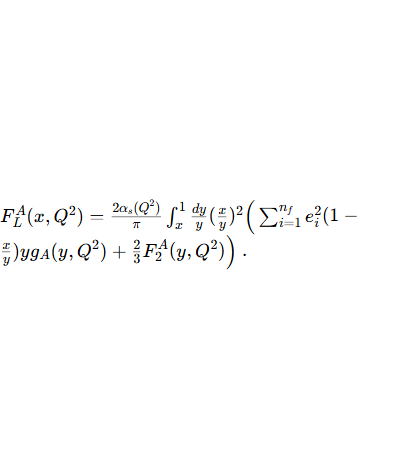 F_L^A(x, Q^2) = \frac{2\alpha_s(Q^2)}{\pi} \int_x^1 \frac{dy}{y} (\frac{x}{y})^2 \Big( \sum_{i=1}^{n_f} e_i^2 (1 -
\frac{x}{y}) y g_A(y, Q^2) + \frac{2}{3} F_2^A(y, Q^2) \Big) .